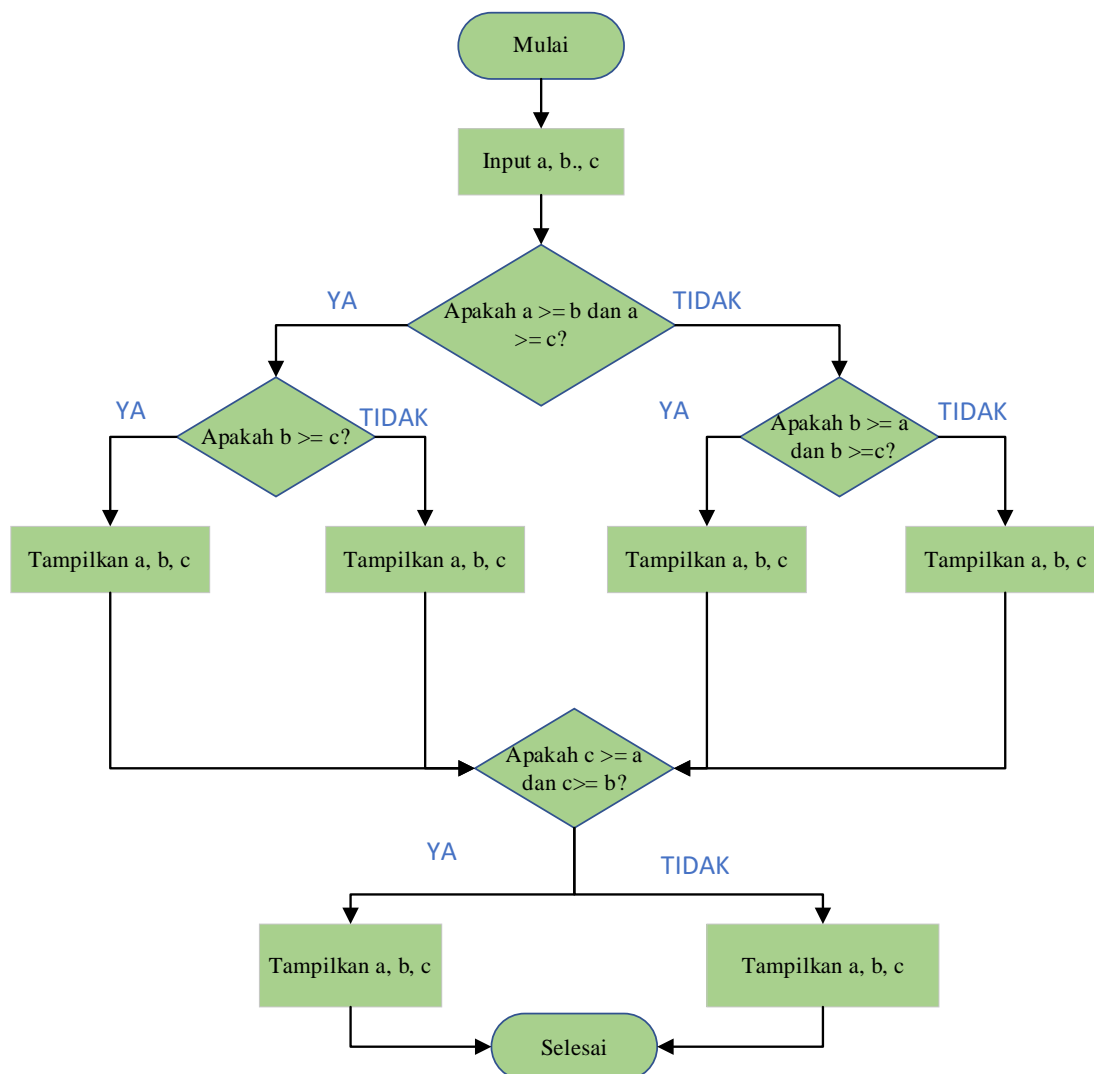 Mulai
Input a, b., c
YA
TIDAK
Apakah a >= b dan a
>= c?
YA
TIDAK
Apakah b >= c?
YA
TIDAK
Apakah b >= a
dan b >=c?
Tampilkan a, b, c
Tampilkan a, b, c
Tampilkan a, b, c
Tampilkan a, b, c
Apakah c >= a
dan c>= b?
YA
TIDAK
Tampilkan a, b, c
Tampilkan a, b, c
Selesai